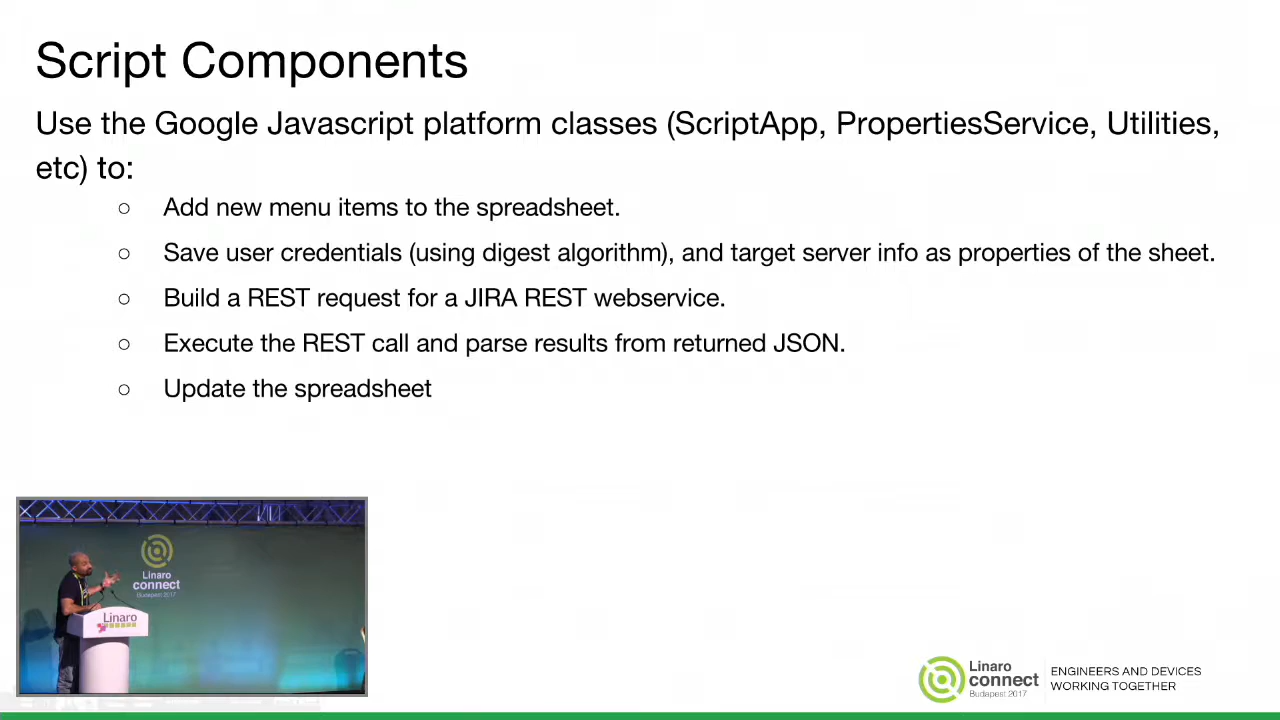 Script Components
Use the Google Javascript platform classes (ScriptApp, PropertiesService, Utilities,
etc) to:
○ Add new menu items to the spreadsheet.
○ Save user credentials (using digest algorithm), and target server info as properties of the sheet.
○ Build a REST request for a JIRA REST webservice.
○ Execute the REST call and parse results from returned JSON.
○ Update the spreadsheet
Linaro
connect
Budapest 2017
Linaro
Linaro
connect
Budapest 2017
ENGINEERS AND DEVICES
WORKING TOGETHER